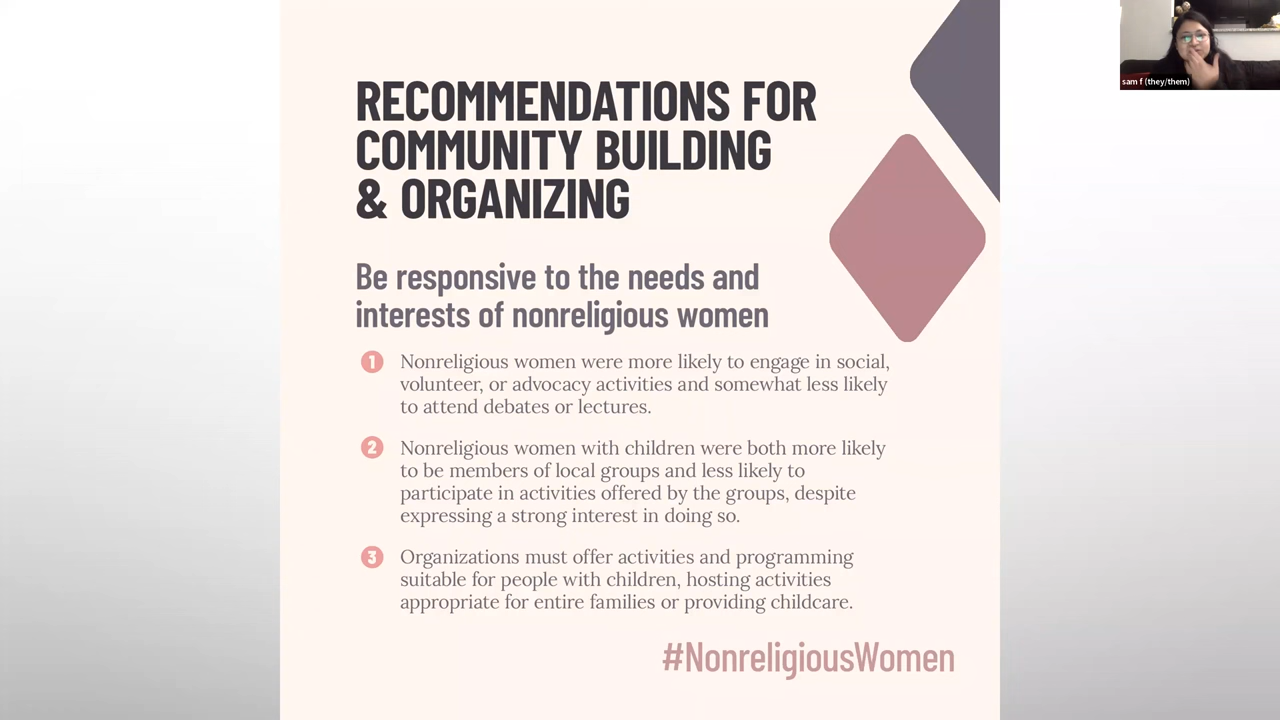 RECOMMENDATIONS FOR
COMMUNITY BUILDING
& ORGANIZING
sam f (they/them)
Be responsive to the needs and
interests of nonreligious women
1 Nonreligious women were more likely to engage in social,
volunteer, or advocacy activities and somewhat less likely
to attend debates or lectures.
2 Nonreligious women with children were both more likely
to be members of local groups and less likely to
participate in activities offered by the groups, despite
expressing a strong interest in doing so.
3 Organizations must offer activities and programming
suitable for people with children, hosting activities
appropriate for entire families or providing childcare.
#NonreligiousWomen